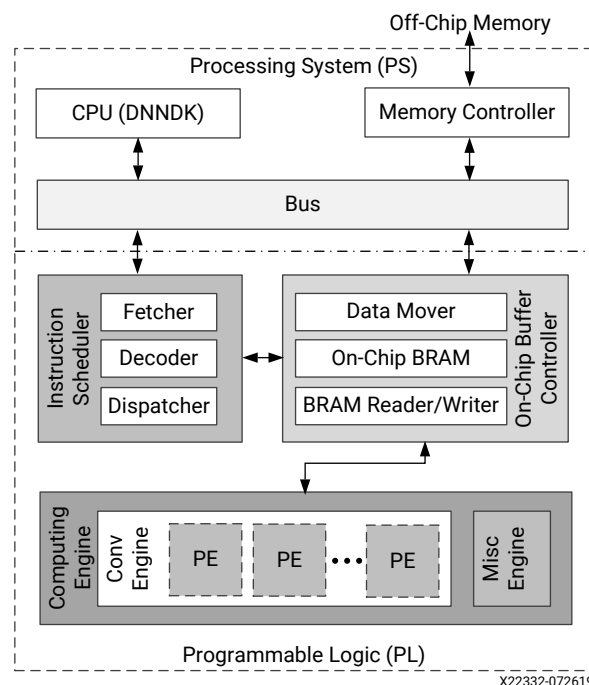 Off-Chip Memory
Processing System (PS)
CPU (DNNDK)
Memory Controller
Bus
Instruction
Scheduler
Fetcher
Decoder
Dispatcher
Data Mover
On-Chip BRAM
BRAM Reader/Writer
On-Chip Buffer
Controller
Computing
Engine
Conv
Engine
PE
PE
PE
Misc
Engine
Programmable Logic (PL)
X22332-072619